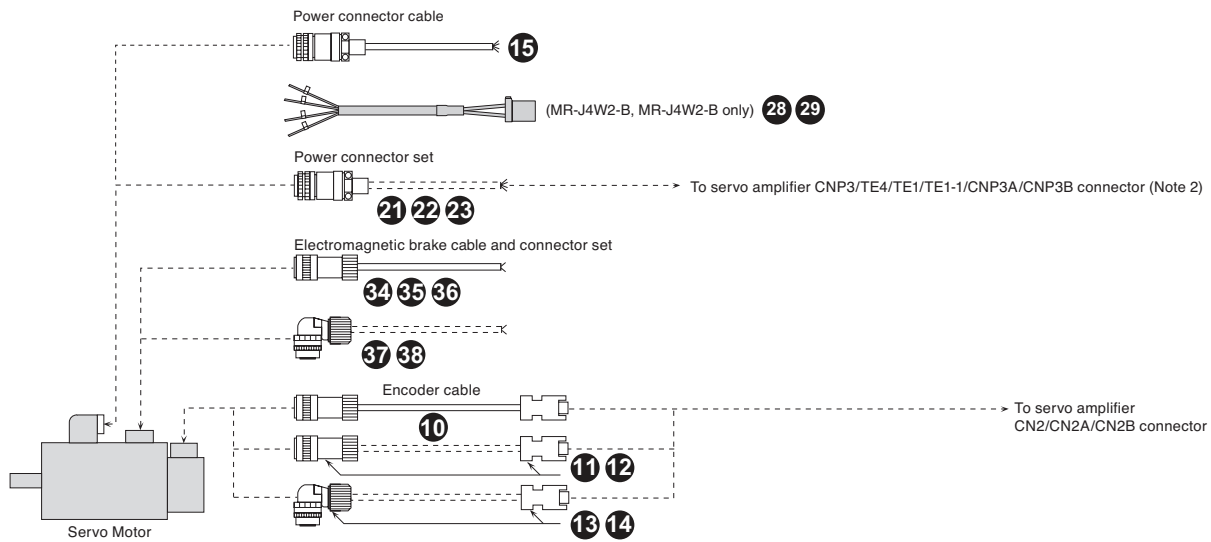 Power connector cable
15
(MR-J4W2-B, MR-J4W2-B only) 28 29
Power connector set
To servo amplifier CNP3/TE4/TE1/TE1-1/CNP3A/CNP3B connector (Note 2)
21 22 23
Electromagnetic brake cable and connector set
34 35 36
37 38
Encoder cable
10
To servo amplifier
CN2/CN2A/CN2B connector
11 12
13 14
Servo Motor